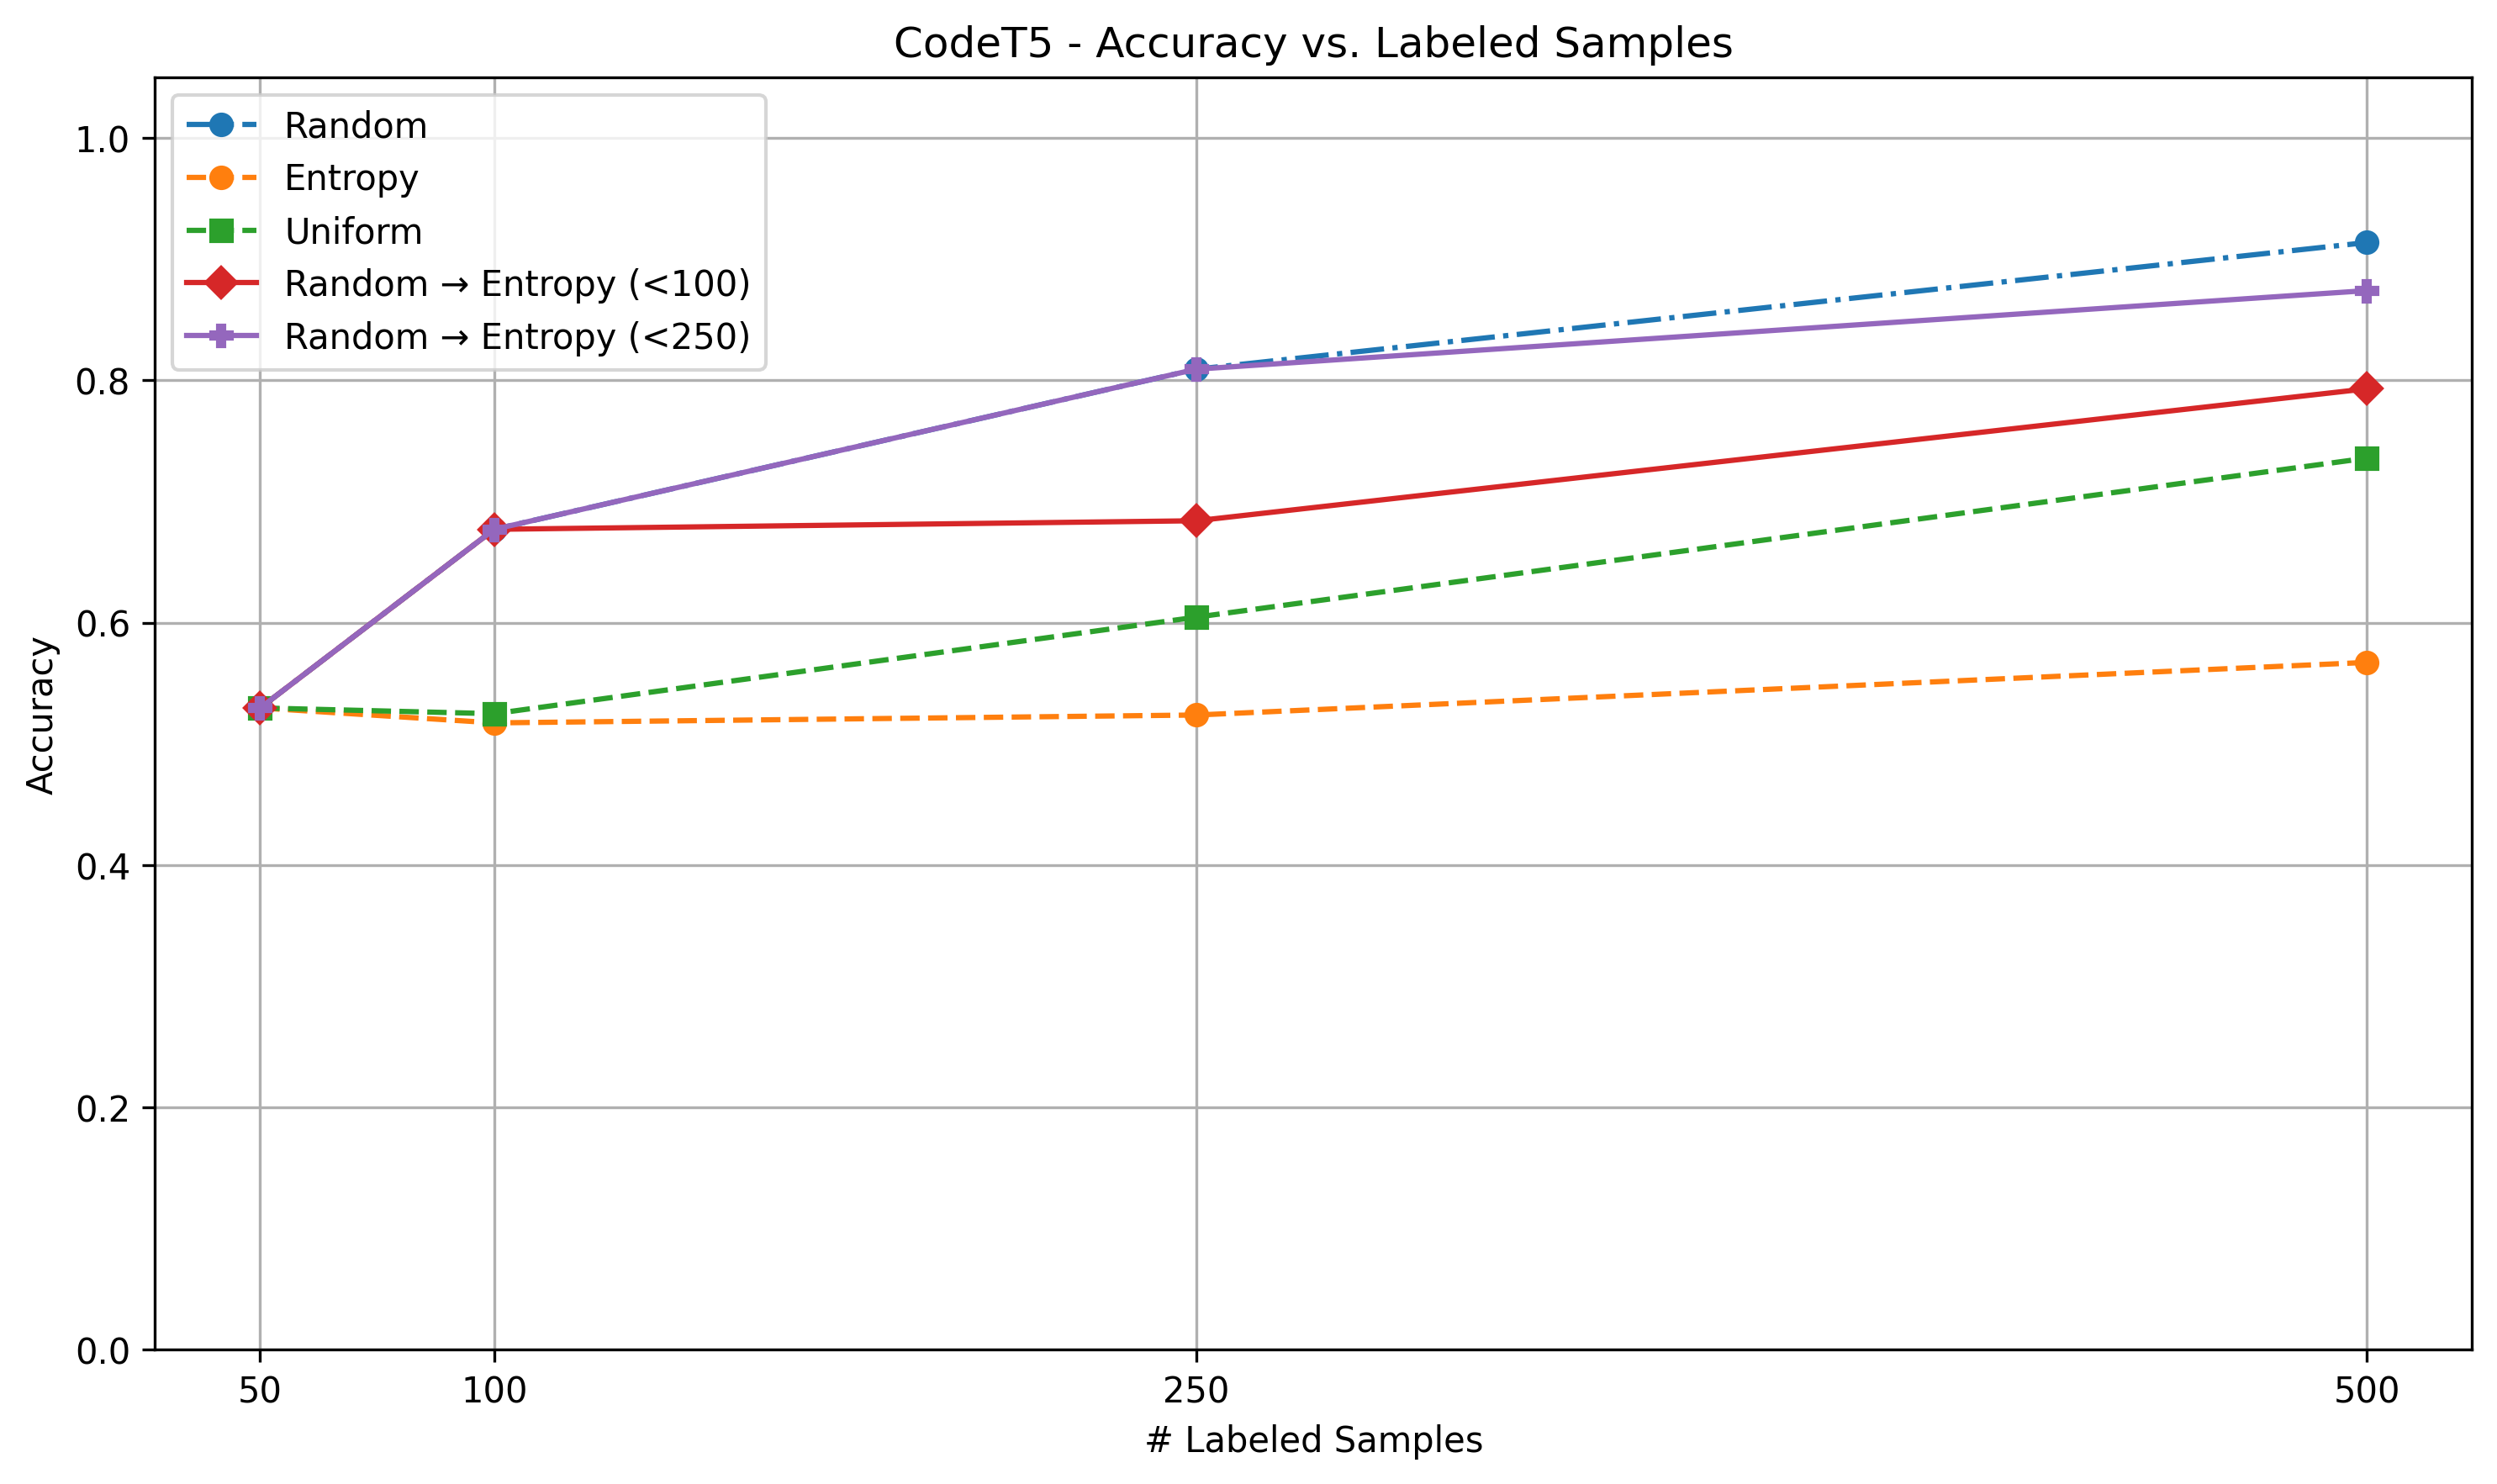 CodeT5 - Accuracy vs. Labeled Samples
Random
Entropy
Uniform
Random → Entropy (<100)
Random → Entropy (<250)
1.0
0.8
0.6
0.4
0.2
0.0
Accuracy
50 100 250 500
# Labeled Samples